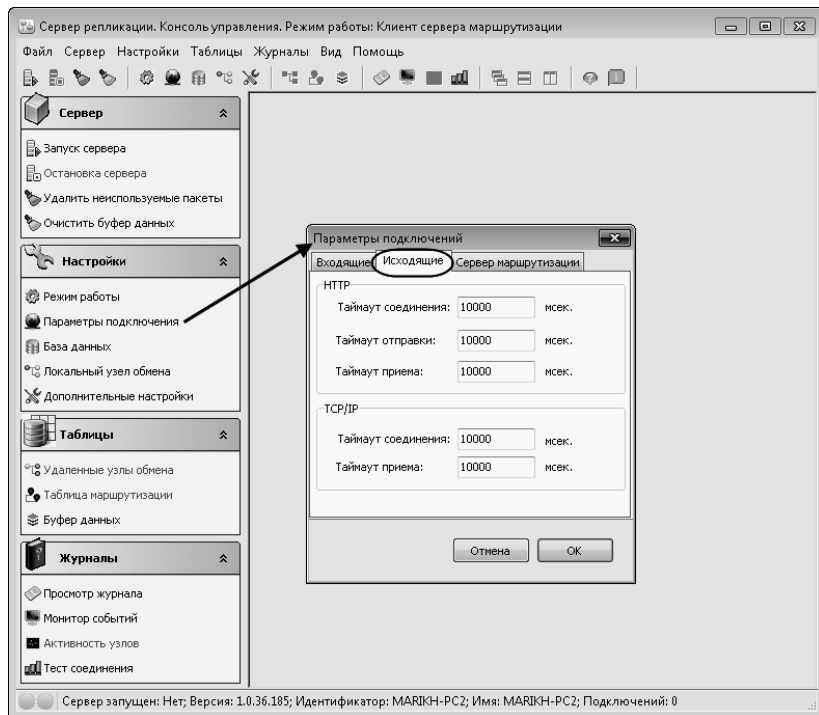 Сервер репликации. Консоль управления. Режим работы: Клиент сервера маршрутизации
Файл Сервер Настройки Таблицы Журналы Вид Помощь
Сервер
Запуск сервера
Остановка сервера
Удалить неиспользуемые пакеты
Очистить буфер данных
Настройки
Режим работы
Параметры подключения
База данных
Локальный узел обмена
Дополнительные настройки
Таблицы
Удаленные узлы обмена
Таблица маршрутизации
Буфер данных
Журналы
Просмотр журнала
Монитор событий
Активность узлов
Тест соединения
Параметры подключений
Входящие Исходящие Сервер маршрутизации
HTTP
Таймаут соединения: 10000 мсек.
Таймаут отправки: 10000 мсек.
Таймаут приема: 10000 мсек.
TCP/IP
Таймаут соединения: 10000 мсек.
Таймаут приема: 10000 мсек.
Отмена OK
Сервер запущен: Нет; Версия: 1.0.36.185; Идентификатор: MARIKH-PC2; Имя: MARIKH-PC2; Подключений: 0